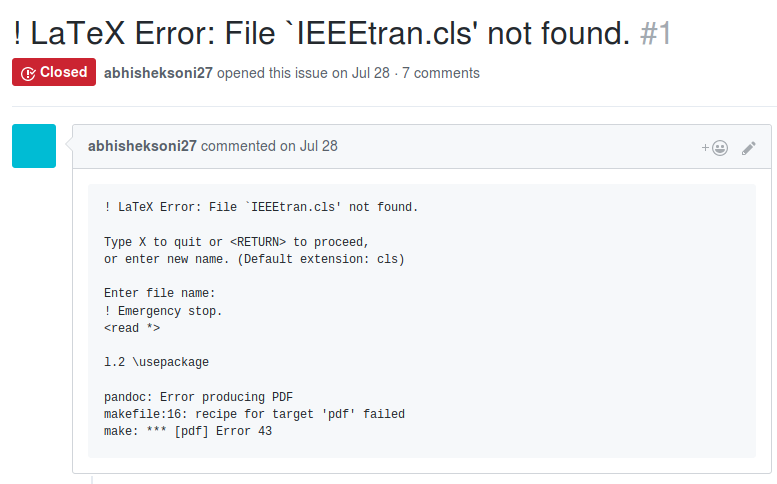 ! LaTeX Error: File `IEEEtran.cls' not found. #1
Closed abhisheksoni27 opened this issue on Jul 28 · 7 comments
abhisheksoni27 commented on Jul 28
! LaTeX Error: File `IEEEtran.cls' not found.
Type X to quit or <RETURN> to proceed,
or enter new name. (Default extension: cls)
Enter file name:
! Emergency stop.
<read *>
l.2 \usepackage
pandoc: Error producing PDF
makefile:16: recipe for target 'pdf' failed
make: *** [pdf] Error 43